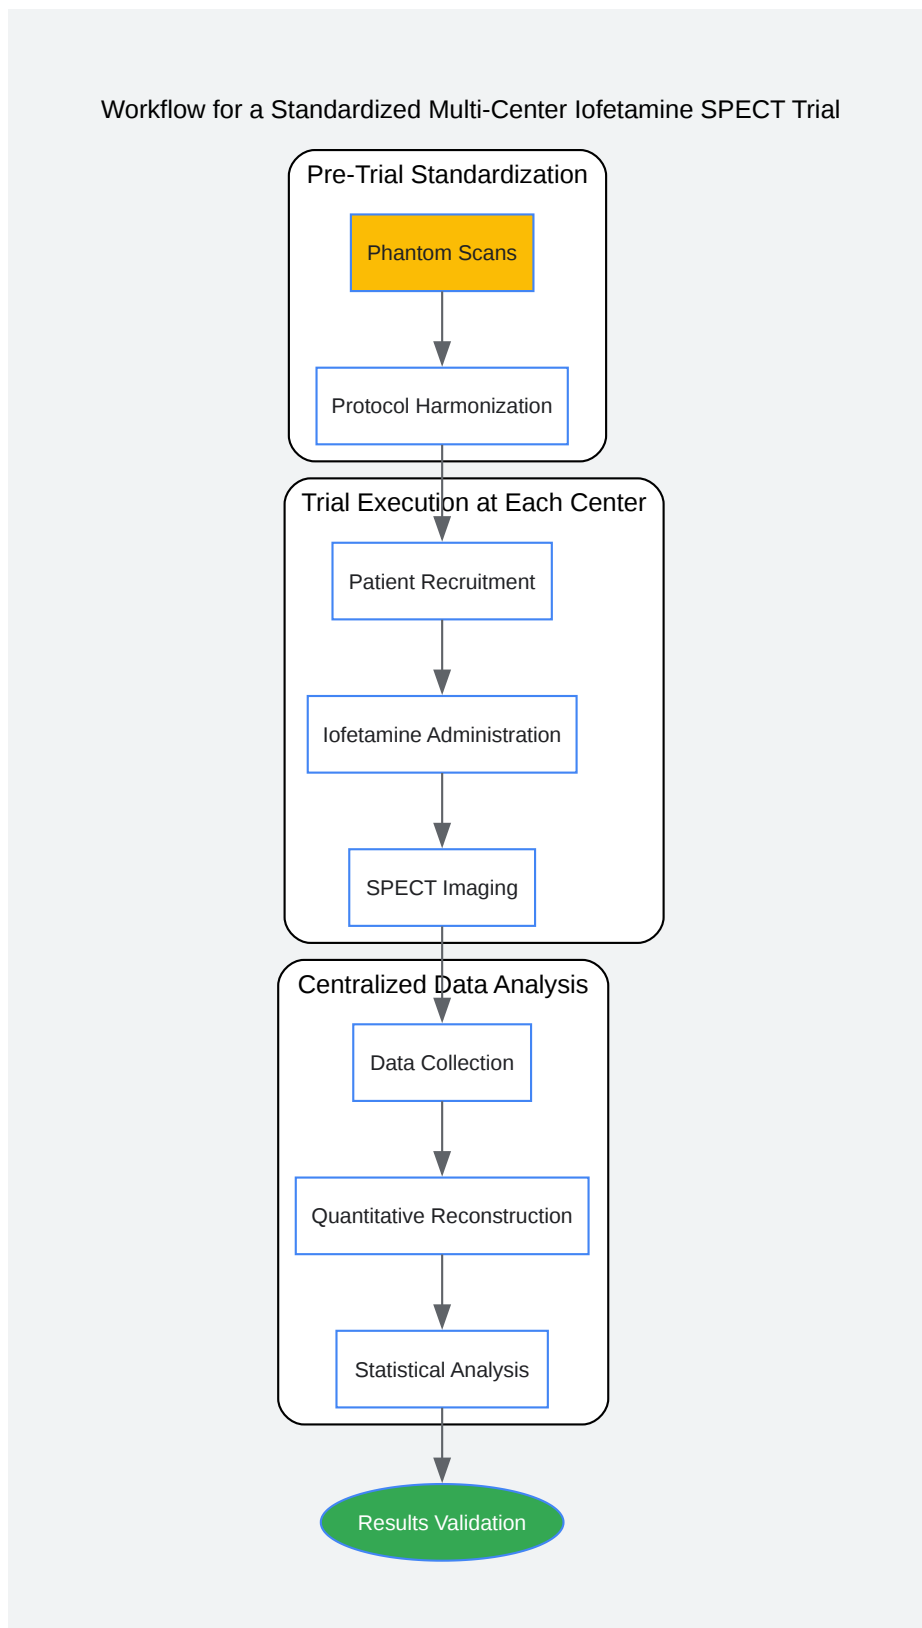 Workflow for a Standardized Multi-Center Iofetamine SPECT Trial
Pre-Trial Standardization
Phantom Scans
Protocol Harmonization
Trial Execution at Each Center
Patient Recruitment
Iofetamine Administration
SPECT Imaging
Centralized Data Analysis
Data Collection
Quantitative Reconstruction
Statistical Analysis
Results Validation